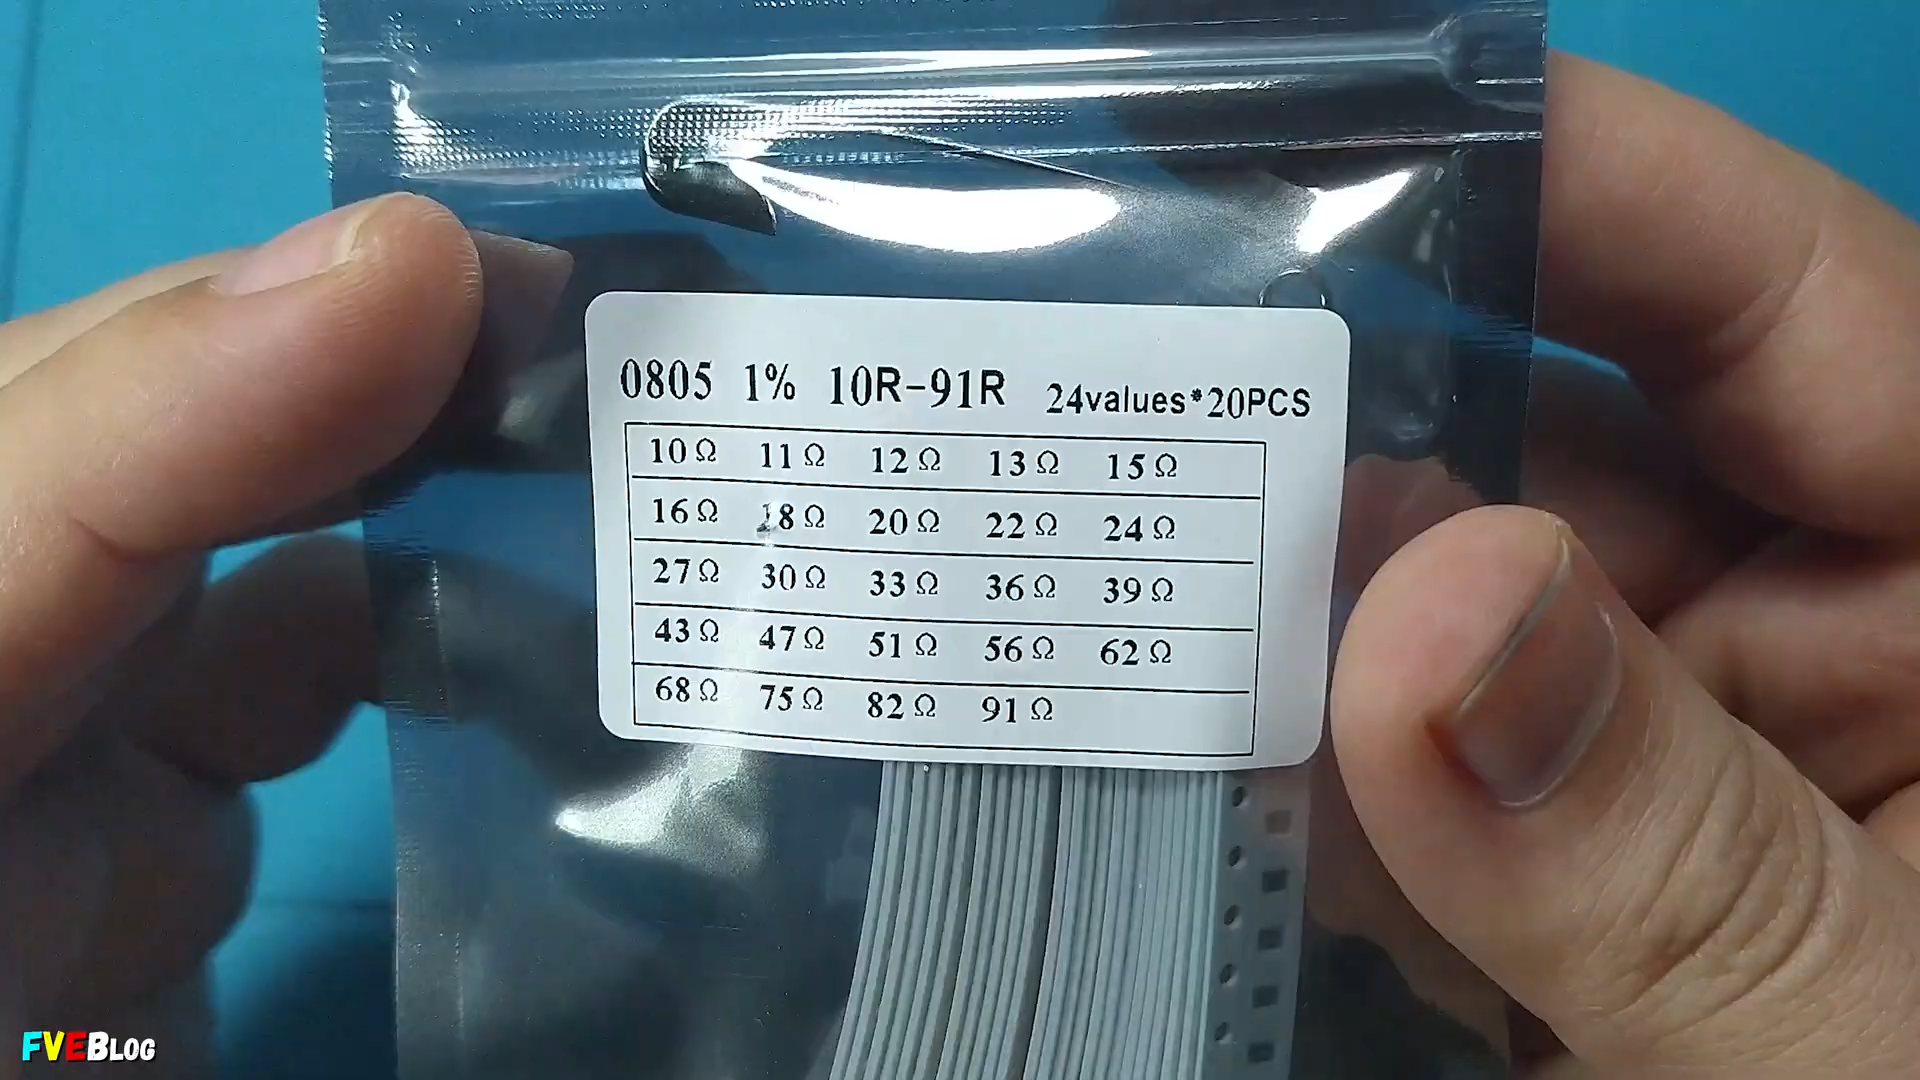 0805 1% 10R-91R 24values*20PCS
10Ω 11Ω 12Ω 13Ω 15Ω
16Ω 18Ω 20Ω 22Ω 24Ω
27Ω 30Ω 33Ω 36Ω 39Ω
43Ω 47Ω 51Ω 56Ω 62Ω
68Ω 75Ω 82Ω 91Ω
FVEBLOG